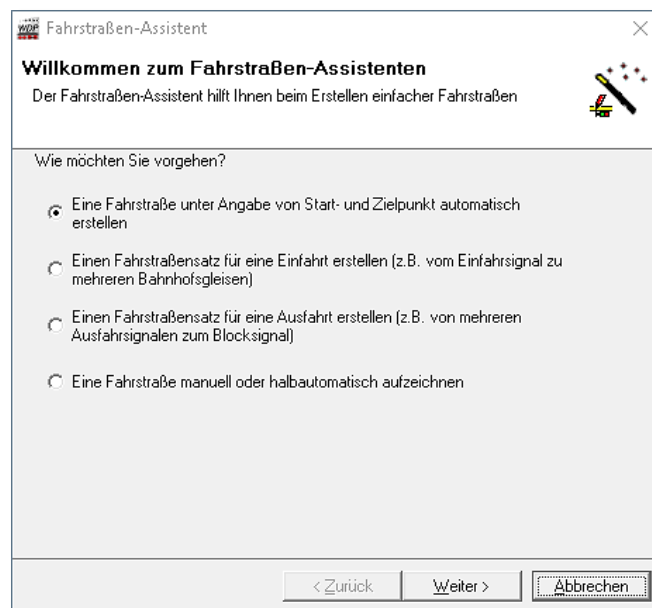 WDP Fahrstraßen-Assistent
Willkommen zum Fahrstraßen-Assistenten
Der Fahrstraßen-Assistent hilft Ihnen beim Erstellen einfacher Fahrstraßen
Wie möchten Sie vorgehen?
Eine Fahrstraße unter Angabe von Start- und Zielpunkt automatisch
erstellen
Einen Fahrstraßensatz für eine Einfahrt erstellen (z.B. vom Einfahrsignal zu
mehreren Bahnhofsgleisen)
Einen Fahrstraßensatz für eine Ausfahrt erstellen (z.B. von mehreren
Ausfahrsignalen zum Blocksignal)
Eine Fahrstraße manuell oder halbautomatisch aufzeichnen
< Zurück Weiter > Abbrechen